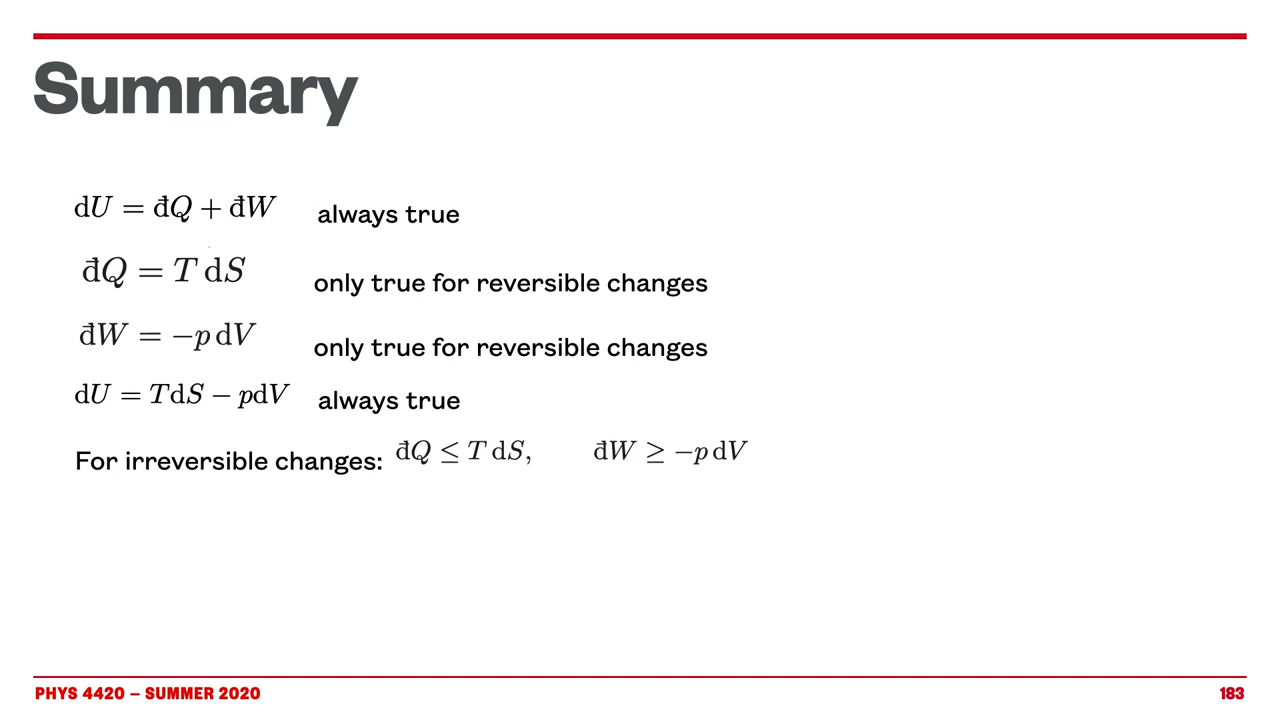 Summary
dU = đQ + đW always true
đQ = T dS only true for reversible changes
đW = −p dV only true for reversible changes
dU = TdS − pdV always true
For irreversible changes: đQ ≤ T dS, đW ≥ −p dV
PHYS 4420 – SUMMER 2020 183